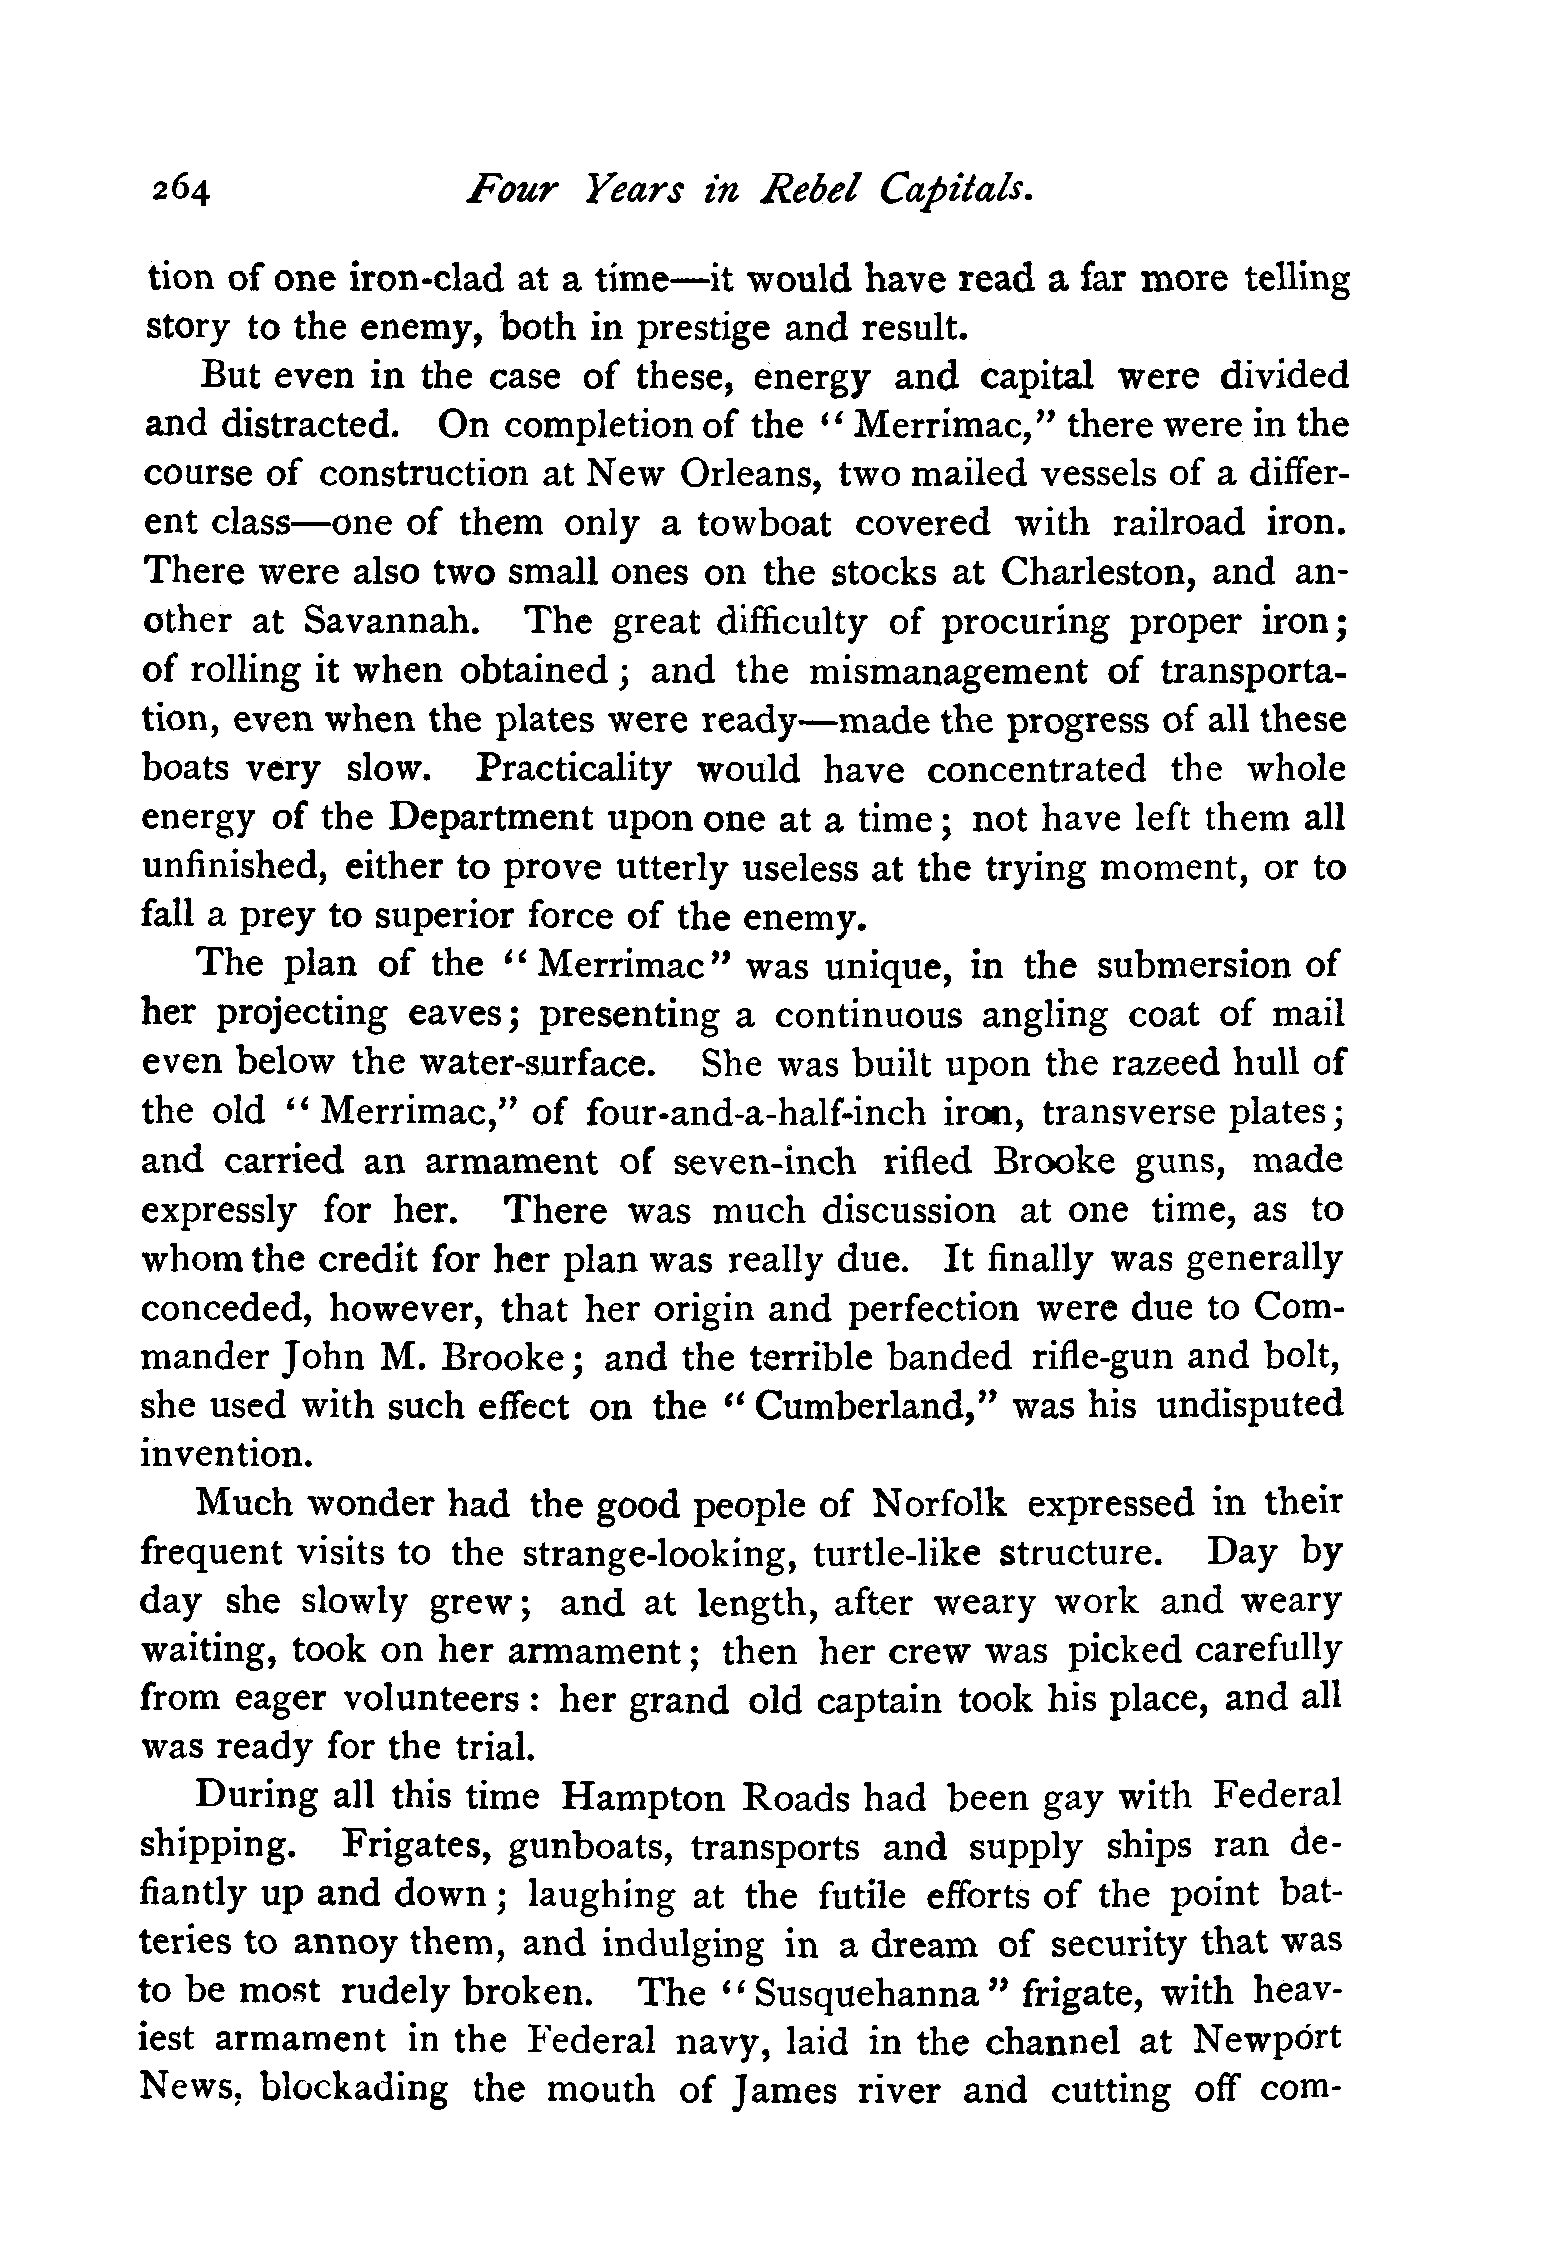 264 Four Years in Rebel Capitals.
tion of one iron-clad at a time—it would have read a far more telling
story to the enemy, both in prestige and result.
But even in the case of these, energy and capital were divided
and distracted. On completion of the “Merrimac,” there were in the
course of construction at New Orleans, two mailed vessels of a differ-
ent class—one of them only a towboat covered with railroad iron.
There were also two small ones on the stocks at Charleston, and an-
other at Savannah. The great difficulty of procuring proper iron;
of rolling it when obtained; and the mismanagement of transporta-
tion, even when the plates were ready—made the progress of all these
boats very slow. Practicality would have concentrated the whole
energy of the Department upon one at a time; not have left them all
unfinished, either to prove utterly useless at the trying moment, or to
fall a prey to superior force of the enemy.
The plan of the “Merrimac” was unique, in the submersion of
her projecting eaves; presenting a continuous angling coat of mail
even below the water-surface. She was built upon the razeed hull of
the old “Merrimac,” of four-and-a-half-inch iron, transverse plates;
and carried an armament of seven-inch rifled Brooke guns, made
expressly for her. There was much discussion at one time, as to
whom the credit for her plan was really due. It finally was generally
conceded, however, that her origin and perfection were due to Com-
mander John M. Brooke; and the terrible banded rifle-gun and bolt,
she used with such effect on the “Cumberland,” was his undisputed
invention.
Much wonder had the good people of Norfolk expressed in their
frequent visits to the strange-looking, turtle-like structure. Day by
day she slowly grew; and at length, after weary work and weary
waiting, took on her armament; then her crew was picked carefully
from eager volunteers: her grand old captain took his place, and all
was ready for the trial.
During all this time Hampton Roads had been gay with Federal
shipping. Frigates, gunboats, transports and supply ships ran de-
fiantly up and down; laughing at the futile efforts of the point bat-
teries to annoy them, and indulging in a dream of security that was
to be most rudely broken. The “Susquehanna” frigate, with heav-
iest armament in the Federal navy, laid in the channel at Newport
News, blockading the mouth of James river and cutting off com-